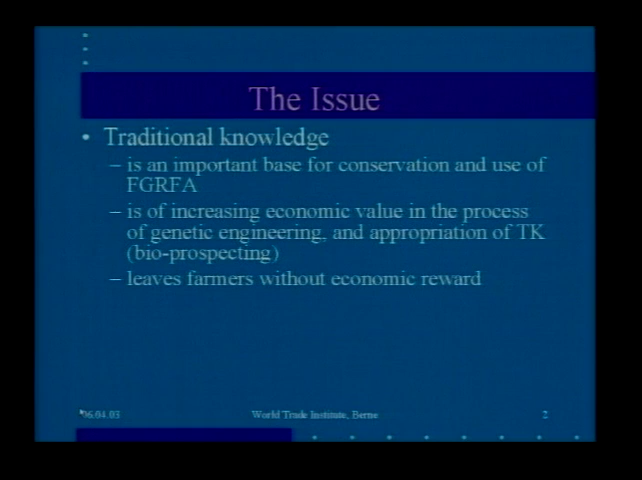 The Issue
• Traditional knowledge
– is an important base for conservation and use of
FGRFA
– is of increasing economic value in the process
of genetic engineering, and appropriation of TK
(bio-prospecting)
– leaves farmers without economic reward
06.04.03 World Trade Institute, Berne 2